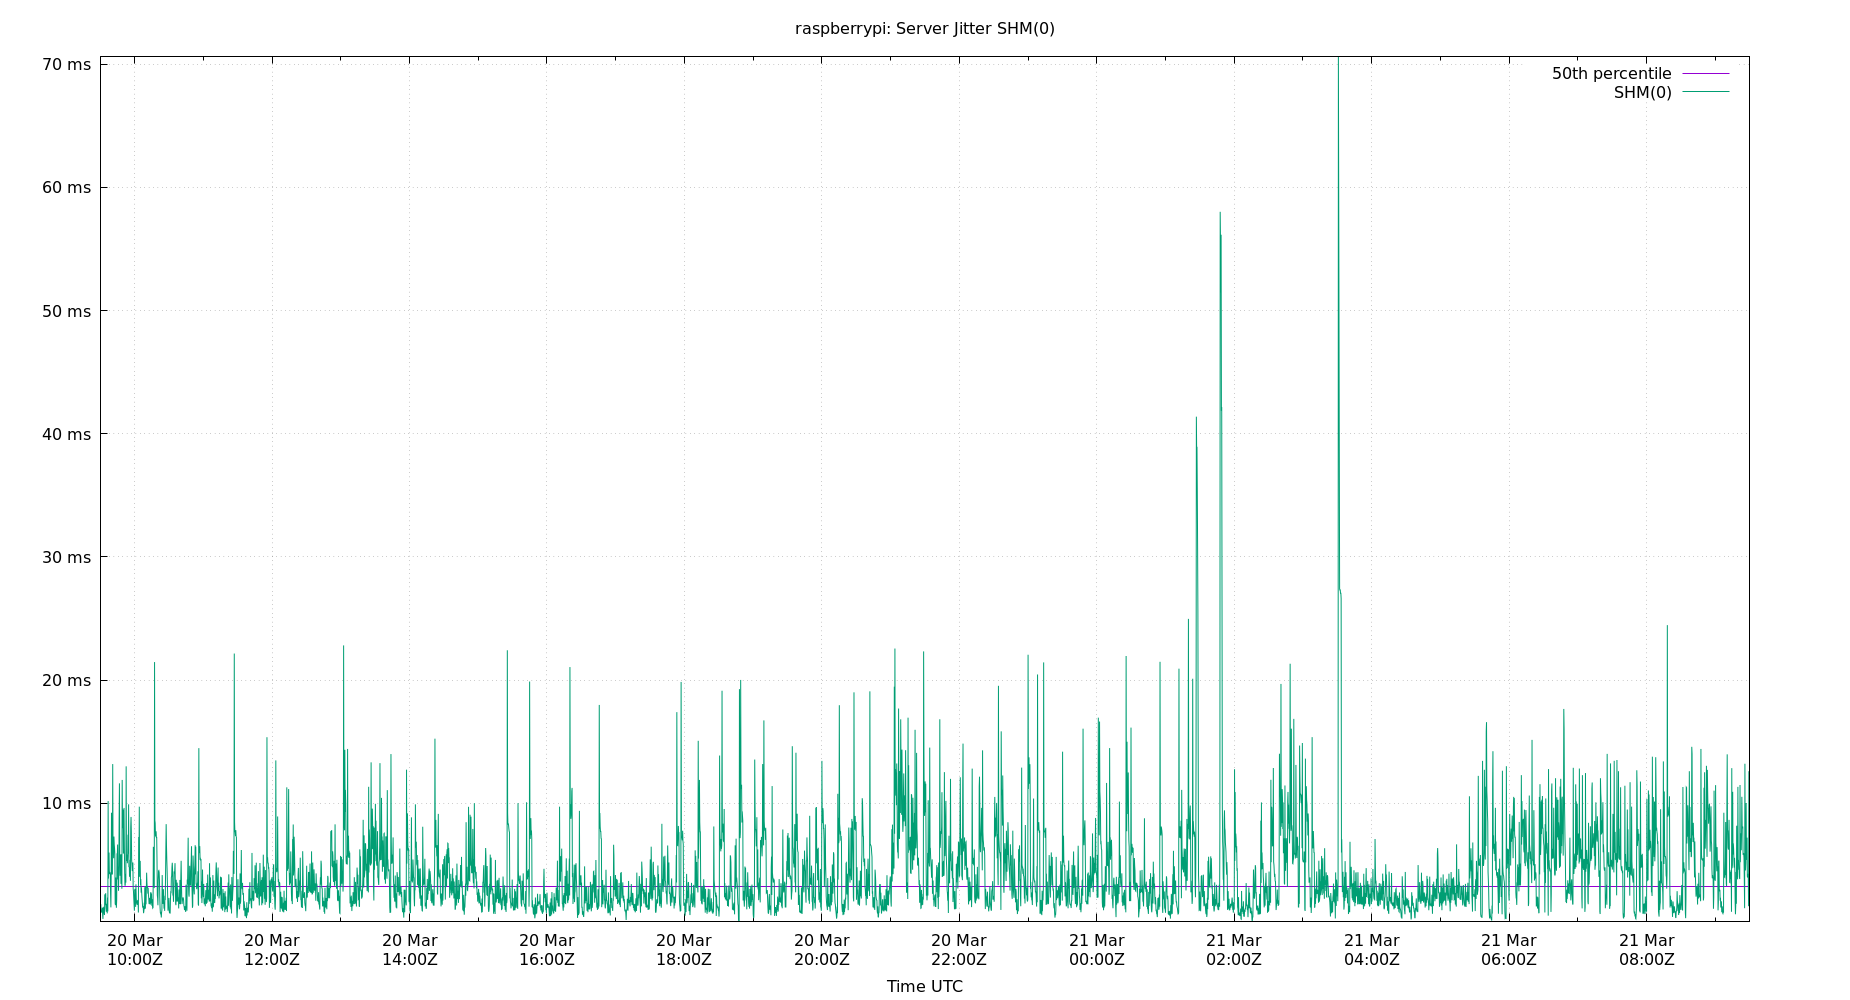 raspberrypi: Server Jitter SHM(0)
70 ms
60 ms
50 ms
40 ms
30 ms
20 ms
10 ms
50th percentile
SHM(0)
20 Mar
10:00Z
20 Mar
12:00Z
20 Mar
14:00Z
20 Mar
16:00Z
20 Mar
18:00Z
20 Mar
20:00Z
20 Mar
22:00Z
21 Mar
00:00Z
21 Mar
02:00Z
21 Mar
04:00Z
21 Mar
06:00Z
21 Mar
08:00Z
Time UTC